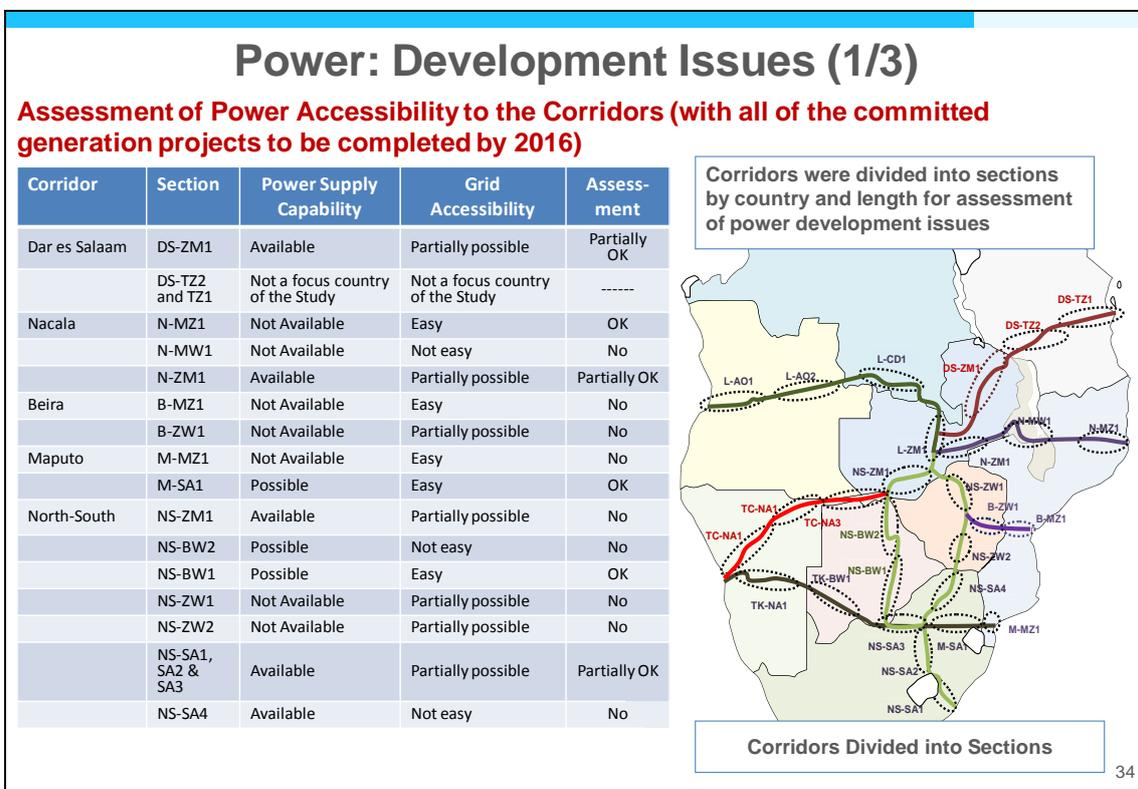 Power: Development Issues (1/3)
Assessment of Power Accessibility to the Corridors (with all of the committed
generation projects to be completed by 2016)
Corridor Section Power Supply Capability Grid Accessibility Assess-ment
Dar es Salaam DS-ZM1 Available Partially possible Partially OK
DS-TZ2 and TZ1 Not a focus country of the Study Not a focus country of the Study ------
Nacala N-MZ1 Not Available Easy OK
N-MW1 Not Available Not easy No
N-ZM1 Available Partially possible Partially OK
Beira B-MZ1 Not Available Easy No
B-ZW1 Not Available Partially possible No
Maputo M-MZ1 Not Available Easy No
M-SA1 Possible Easy OK
North-South NS-ZM1 Available Partially possible No
NS-BW2 Possible Not easy No
NS-BW1 Possible Easy OK
NS-ZW1 Not Available Partially possible No
NS-ZW2 Not Available Partially possible No
NS-SA1, SA2 & SA3 Available Partially possible Partially OK
NS-SA4 Available Not easy No
Corridors were divided into sections
by country and length for assessment
of power development issues
DS-TZ1
DS-TZ2
L-CD1
DS-ZM1
L-AO1
L-AO2
N-MW1
N-MZ1
L-ZM1
N-ZM1
NS-ZM1
NS-ZW1
B-ZW1
B-MZ1
TC-NA1
TC-NA3
TC-NA1
NS-BW2
NS-ZW2
NS-BW1
TK-BW1
NS-SA4
TK-NA1
M-MZ1
NS-SA3
M-SA1
NS-SA2
NS-SA1
Corridors Divided into Sections
34